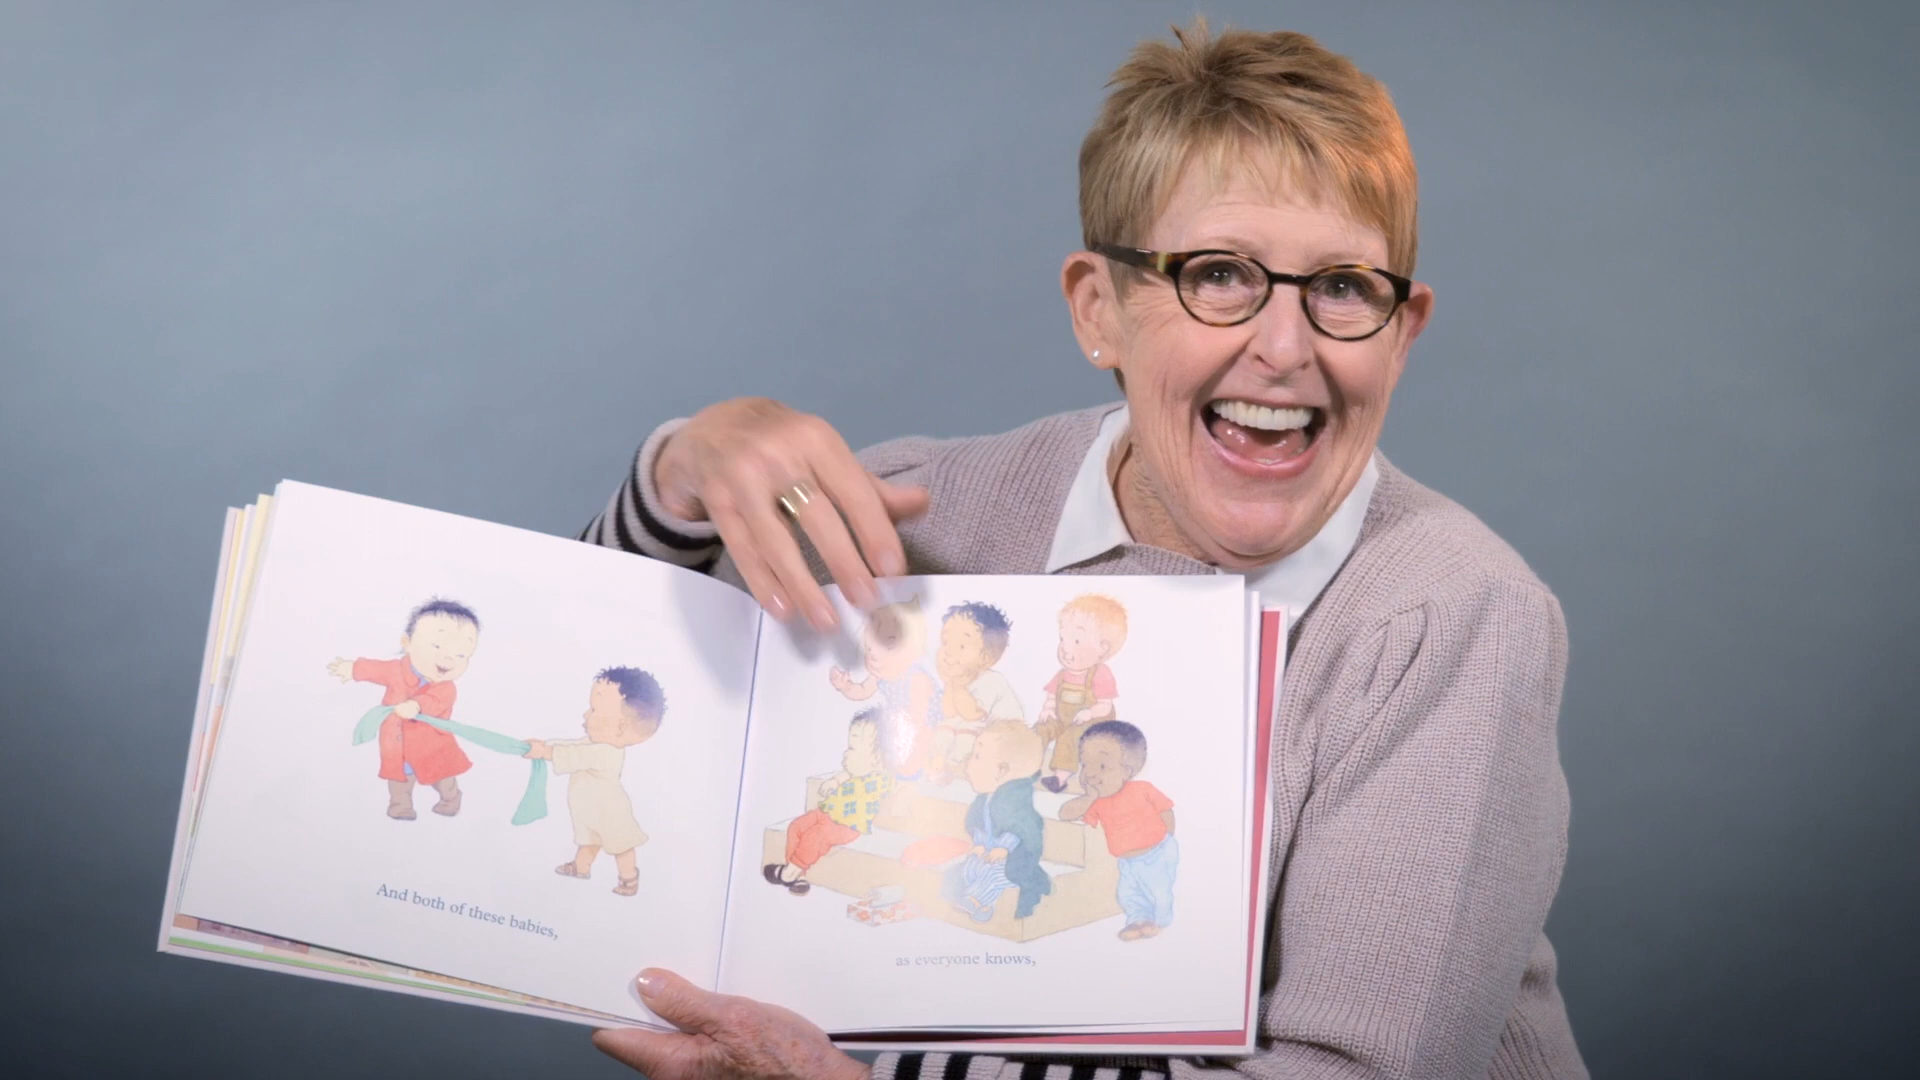 And both of these babies,
as everyone knows,